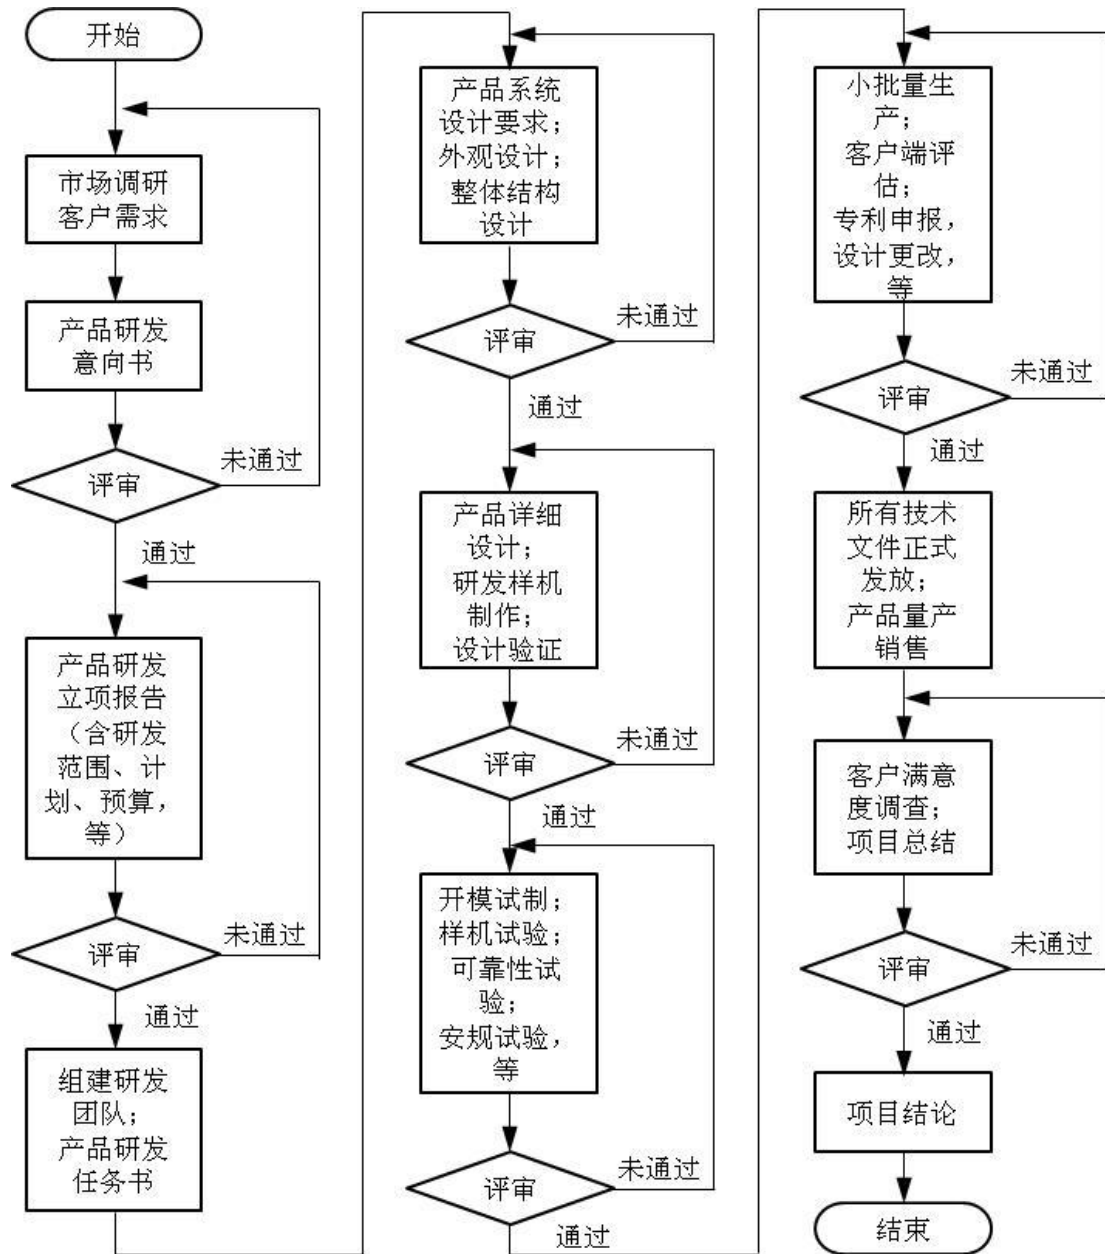 开始
市场调研
客户需求
产品研发
意向书
评审
未通过
通过
产品研发
立项报告
（含研发
范围、计
划、预算，
等）
评审
未通过
通过
组建研发
团队；
产品研发
任务书
产品系统
设计要求；
外观设计；
整体结构
设计
评审
未通过
通过
产品详细
设计；
研发样机
制作；
设计验证
评审
未通过
通过
开模试制；
样机试验；
可靠性试
验；
安规试验，
等
评审
未通过
通过
小批量生
产；
客户端评
估；
专利申报，
设计更改，
等
评审
未通过
通过
所有技术
文件正式
发放；
产品量产
销售
客户满意
度调查；
项目总结
评审
未通过
通过
项目结论
结束